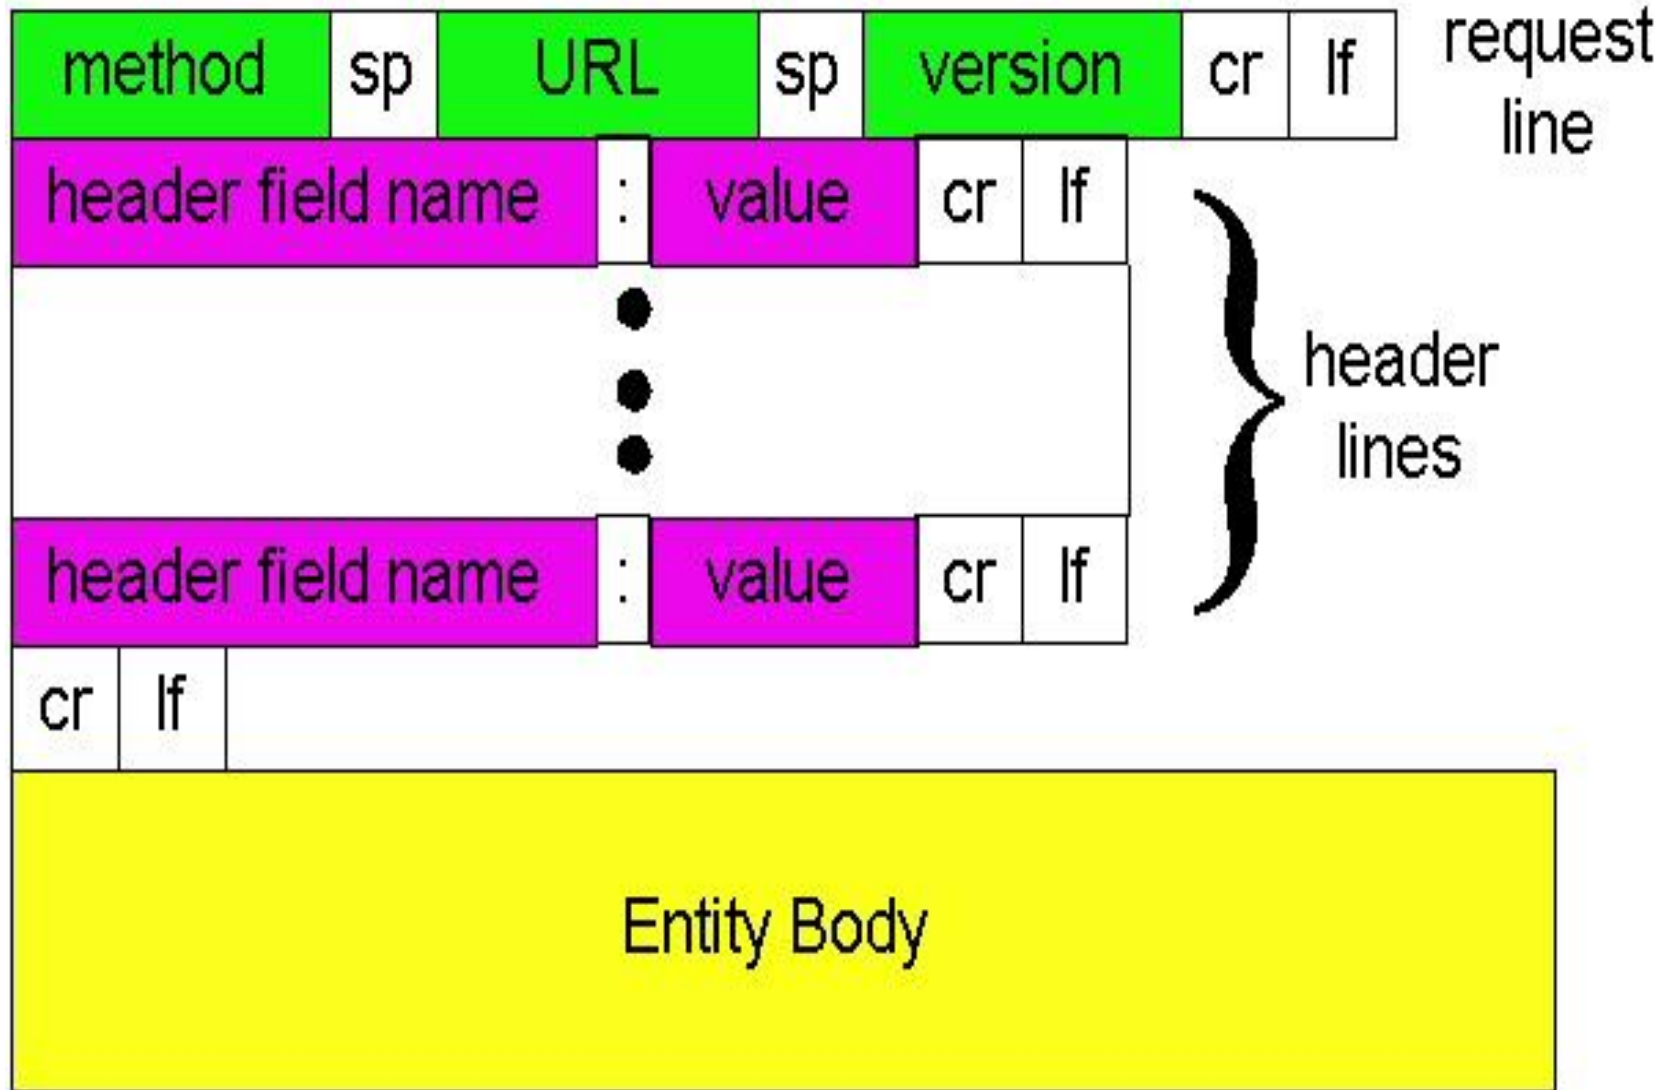 method sp URL sp version cr lf
request
line
header field name : value cr lf
header
lines
header field name : value cr lf
cr lf
Entity Body